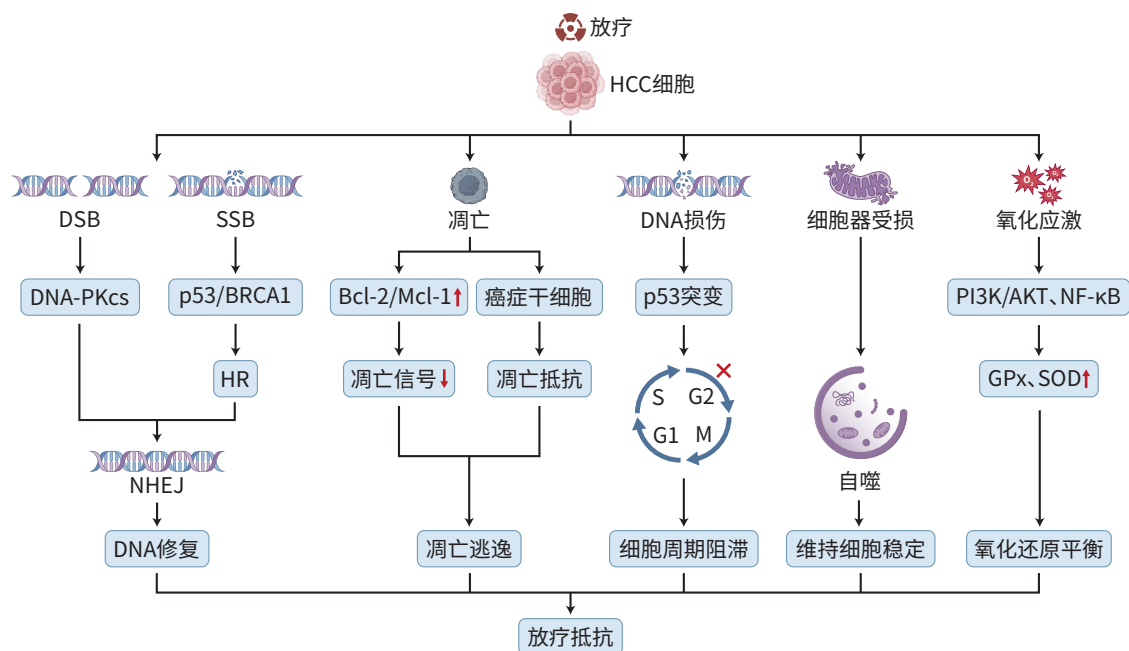 放疗
HCC细胞
DSB
SSB
凋亡
DNA损伤
细胞器受损
O₂
O₂
O₂
氧化应激
DNA-PKcs
p53/BRCA1
Bcl-2/Mcl-1↑
癌症干细胞
p53突变
PI3K/AKT、NF-κB
HR
凋亡信号↓
凋亡抵抗
S
G2
G1
M
GPx、SOD↑
NHEJ
自噬
DNA修复
凋亡逃逸
细胞周期阻滞
维持细胞稳定
氧化还原平衡
放疗抵抗